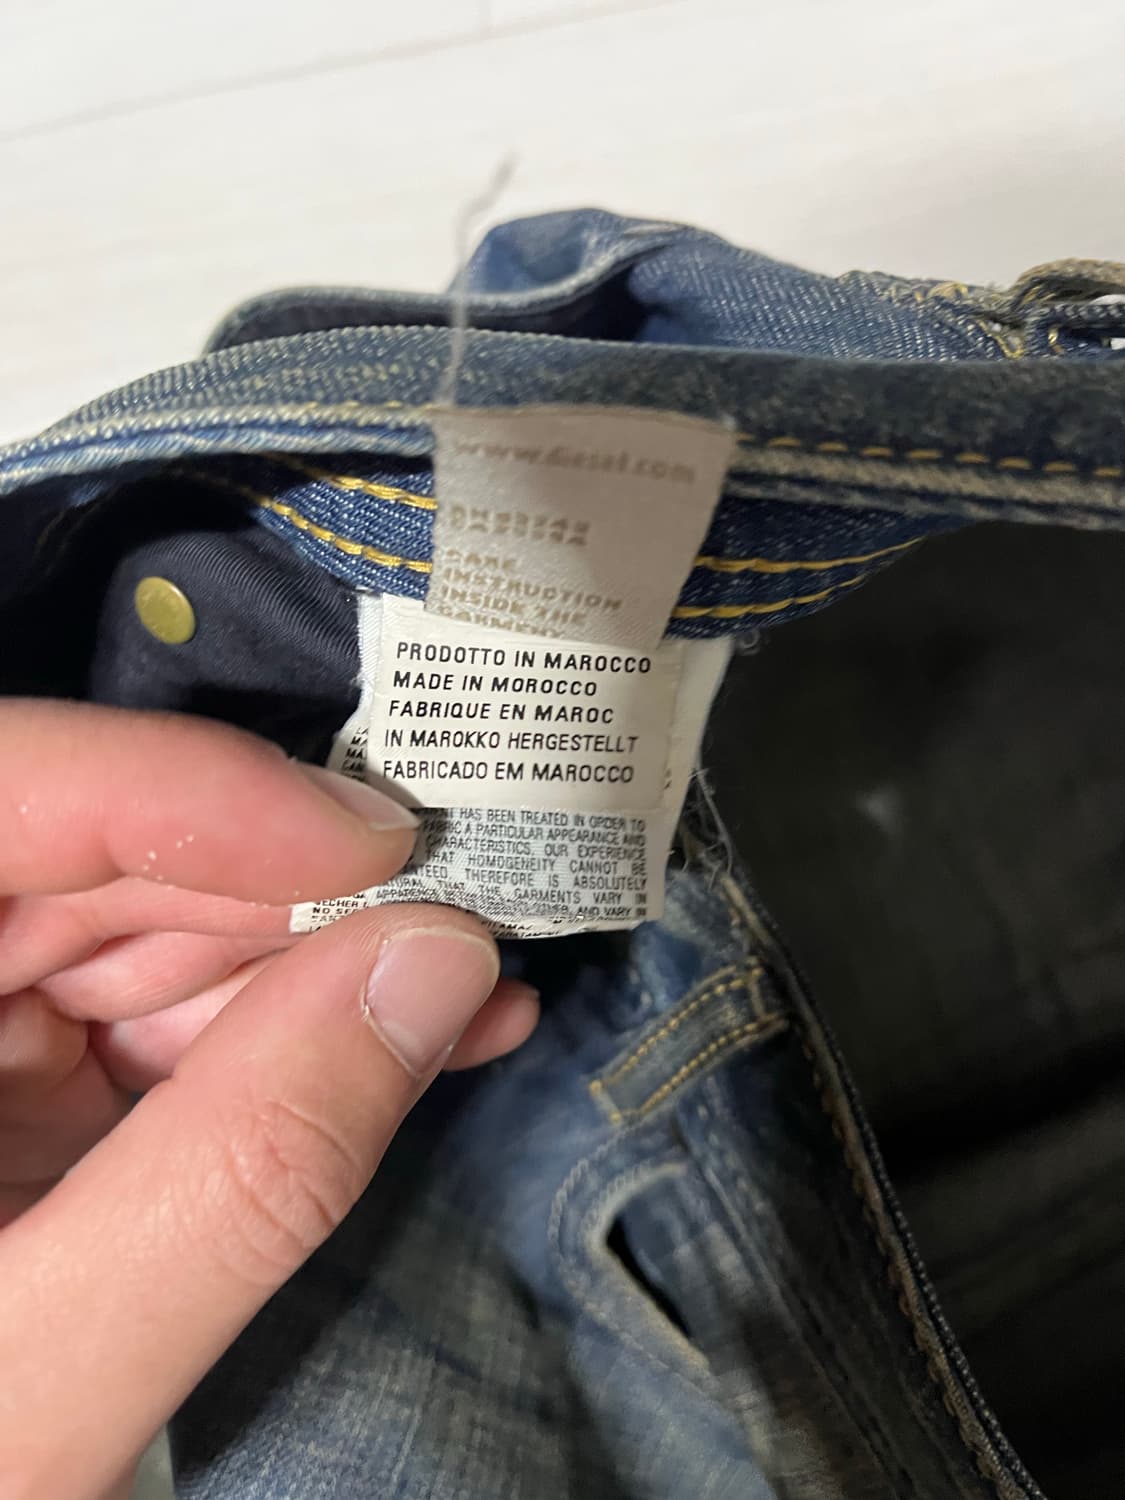 www.diesel.com
CARE
INSTRUCTION
INSIDE THE
GARMENT
PRODOTTO IN MAROCCO
MADE IN MOROCCO
FABRIQUE EN MAROC
IN MAROKKO HERGESTELLT
FABRICADO EM MAROCCO
HAS BEEN TREATED IN ORDER TO
FABRIC A PARTICULAR APPEARANCE AND
CHARACTERISTICS. OUR EXPERIENCE
THAT HOMOGENEITY CANNOT BE
THEREFORE IS ABSOLUTELY
THAT THE GARMENTS VARY IN
AND VARY IN